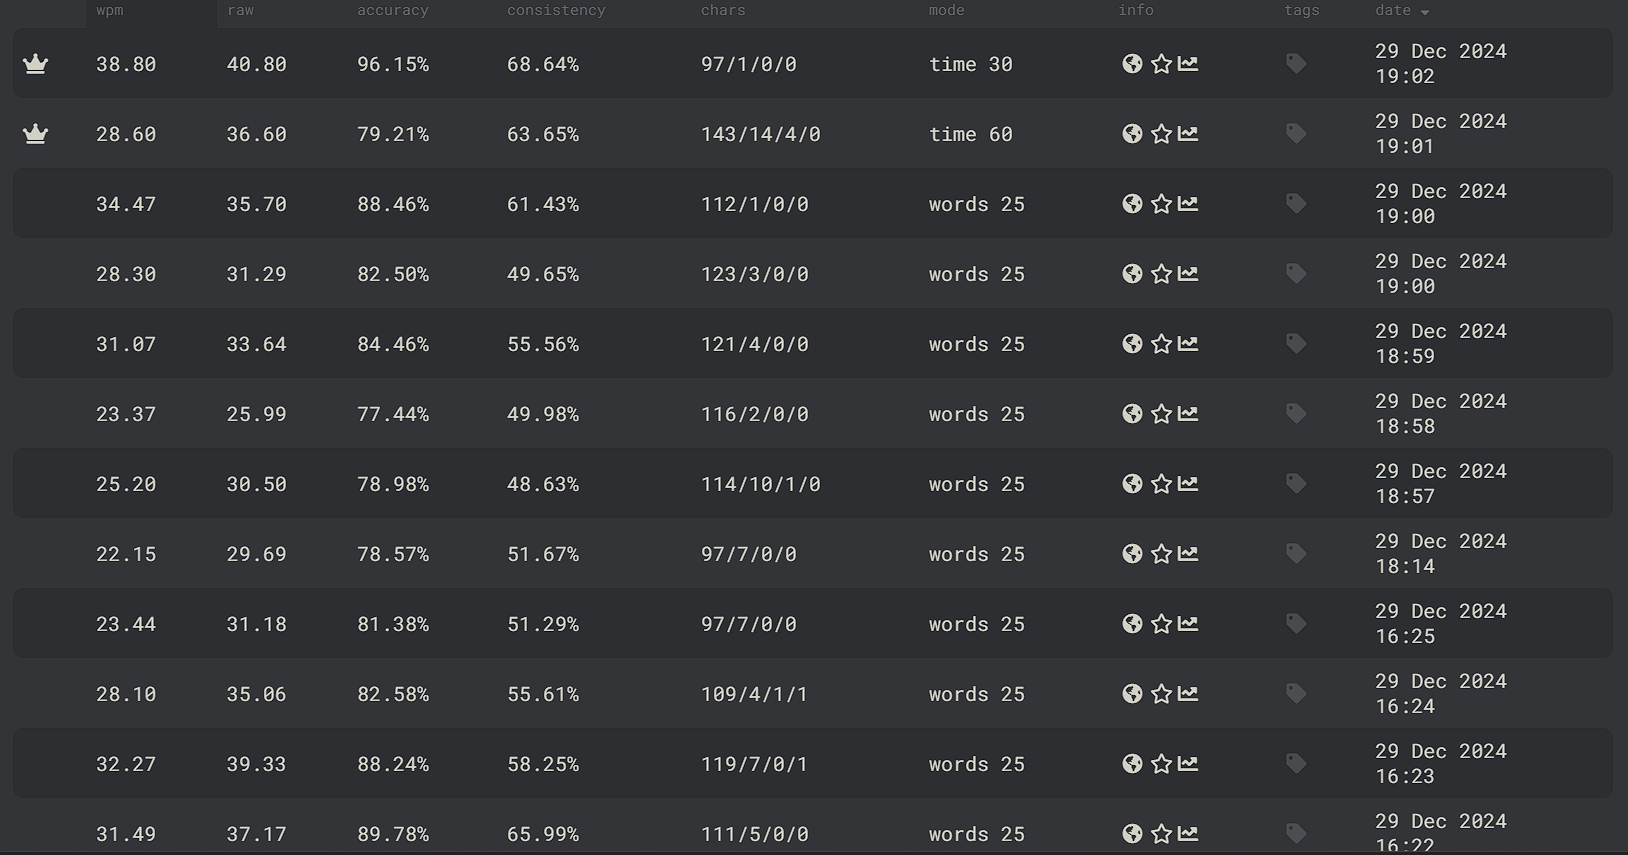 wpm raw accuracy consistency chars mode info tags date
38.80 40.80 96.15% 68.64% 97/1/0/0 time 30 29 Dec 2024
19:02
28.60 36.60 79.21% 63.65% 143/14/4/0 time 60 29 Dec 2024
19:01
34.47 35.70 88.46% 61.43% 112/1/0/0 words 25 29 Dec 2024
19:00
28.30 31.29 82.50% 49.65% 123/3/0/0 words 25 29 Dec 2024
19:00
31.07 33.64 84.46% 55.56% 121/4/0/0 words 25 29 Dec 2024
18:59
23.37 25.99 77.44% 49.98% 116/2/0/0 words 25 29 Dec 2024
18:58
25.20 30.50 78.98% 48.63% 114/10/1/0 words 25 29 Dec 2024
18:57
22.15 29.69 78.57% 51.67% 97/7/0/0 words 25 29 Dec 2024
18:14
23.44 31.18 81.38% 51.29% 97/7/0/0 words 25 29 Dec 2024
16:25
28.10 35.06 82.58% 55.61% 109/4/1/1 words 25 29 Dec 2024
16:24
32.27 39.33 88.24% 58.25% 119/7/0/1 words 25 29 Dec 2024
16:23
31.49 37.17 89.78% 65.99% 111/5/0/0 words 25 29 Dec 2024
16:22